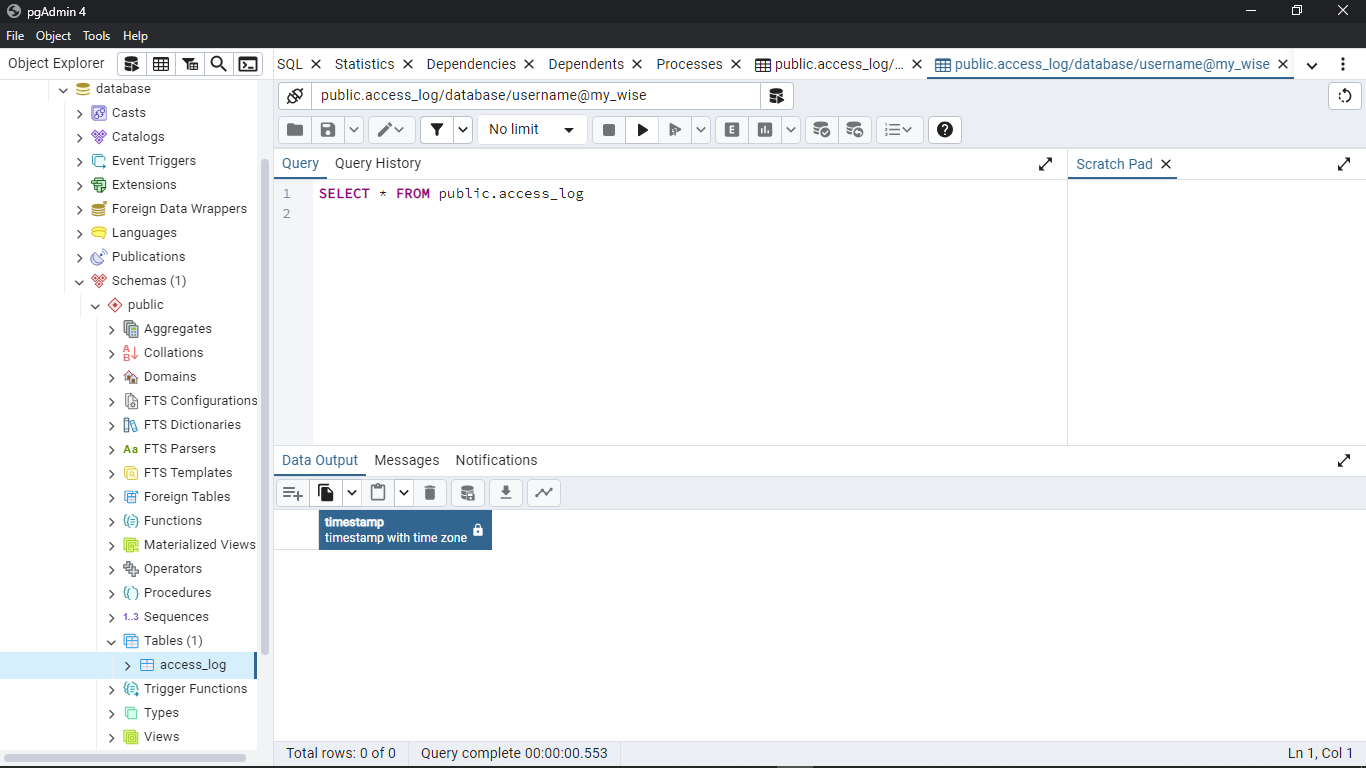 pgAdmin 4
File Object Tools Help
Object Explorer
SQL Statistics Dependencies Dependents Processes public.access_log/... public.access_log/database/username@my_wise
database
Casts
Catalogs
Event Triggers
Extensions
Foreign Data Wrappers
Languages
Publications
Schemas (1)
public
Aggregates
Collations
Domains
FTS Configurations
FTS Dictionaries
Aa FTS Parsers
FTS Templates
Foreign Tables
Functions
Materialized Views
Operators
Procedures
1..3 Sequences
Tables (1)
access_log
Trigger Functions
Types
Views
public.access_log/database/username@my_wise
No limit
E
Query Query History
Scratch Pad
1 SELECT * FROM public.access_log
2
Data Output Messages Notifications
timestamp
timestamp with time zone
Total rows: 0 of 0 Query complete 00:00:00.553 Ln 1, Col 1